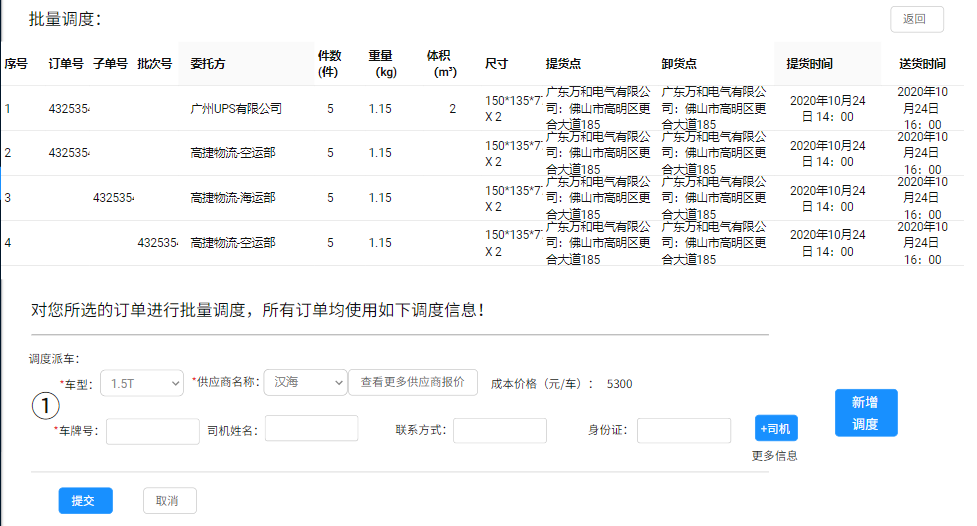 批量调度：
返回
序号 订单号 子单号 批次号 委托方 件数(件) 重量(kg) 体积(m³) 尺寸 提货点 卸货点 提货时间 送货时间
1 4325354 广州UPS有限公司 5 1.15 2 150*135*77 X 2 广东万和电气有限公司：佛山市高明区更合大道185 广东万和电气有限公司：佛山市高明区更合大道185 2020年10月24日 14：00 2020年10月24日 16：00
2 4325354 高捷物流-空运部 5 1.15 150*135*77 X 2 广东万和电气有限公司：佛山市高明区更合大道185 广东万和电气有限公司：佛山市高明区更合大道185 2020年10月24日 14：00 2020年10月24日 16：00
3 4325354 高捷物流-海运部 5 1.15 150*135*77 X 2 广东万和电气有限公司：佛山市高明区更合大道185 广东万和电气有限公司：佛山市高明区更合大道185 2020年10月24日 14：00 2020年10月24日 16：00
4 4325354 高捷物流-空运部 5 1.15 150*135*77 X 2 广东万和电气有限公司：佛山市高明区更合大道185 广东万和电气有限公司：佛山市高明区更合大道185 2020年10月24日 14：00 2020年10月24日 16：00
对您所选的订单进行批量调度，所有订单均使用如下调度信息！
调度派车：
*车型： 1.5T *供应商名称： 汉海 查看更多供应商报价 成本价格（元/车）： 5300
①
*车牌号： 司机姓名： 联系方式： 身份证： +司机
更多信息
新增
调度
提交 取消